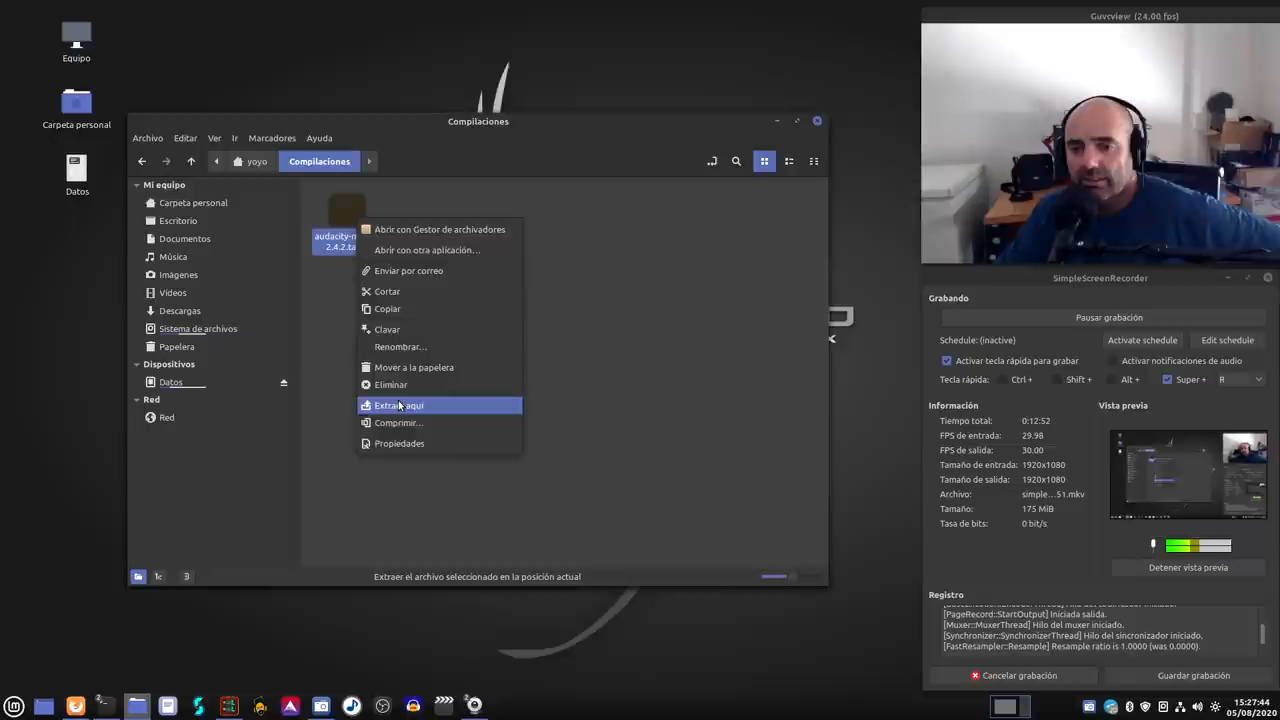 Guvcview (24,00 fps)
Equipo
Carpeta personal
Datos
Compilaciones
Archivo Editar Ver Ir Marcadores Ayuda
yoyo Compilaciones
Mi equipo
Carpeta personal
Escritorio
Documentos
Música
Imágenes
Vídeos
Descargas
Sistema de archivos
Papelera
Dispositivos
Datos
Red
Red
2.4.2.ta
Abrir con Gestor de archivadores
Abrir con otra aplicación...
Enviar por correo
Cortar
Copiar
Clavar
Renombrar...
Mover a la papelera
Eliminar
Extraer aquí
Comprimir...
Propiedades
Extraer el archivo seleccionado en la posición actual
SimpleScreenRecorder
Grabando
Pausar grabación
Schedule: (inactive) Activate schedule Edit schedule
Activar tecla rápida para grabar Activar notificaciones de audio
Tecla rápida: Ctrl + Shift + Alt + Super + R
Información Vista previa
Tiempo total: 0:12:52
FPS de entrada: 29.98
FPS de salida: 30.00
Tamaño de entrada: 1920x1080
Tamaño de salida: 1920x1080
Archivo: simple...51.mkv
Tamaño: 175 MiB
Tasa de bits: 0 bit/s
Detener vista previa
Registro
[PageRecord::StartOutput] Iniciada salida.
[Muxer::MuxerThread] Hilo del muxer iniciado.
[Synchronizer::SynchronizerThread] Hilo del sincronizador iniciado.
[FastResampler::Resample] Resample ratio is 1.0000 (was 0.0000).
Cancelar grabación Guardar grabación
15:27:44
05/08/2020